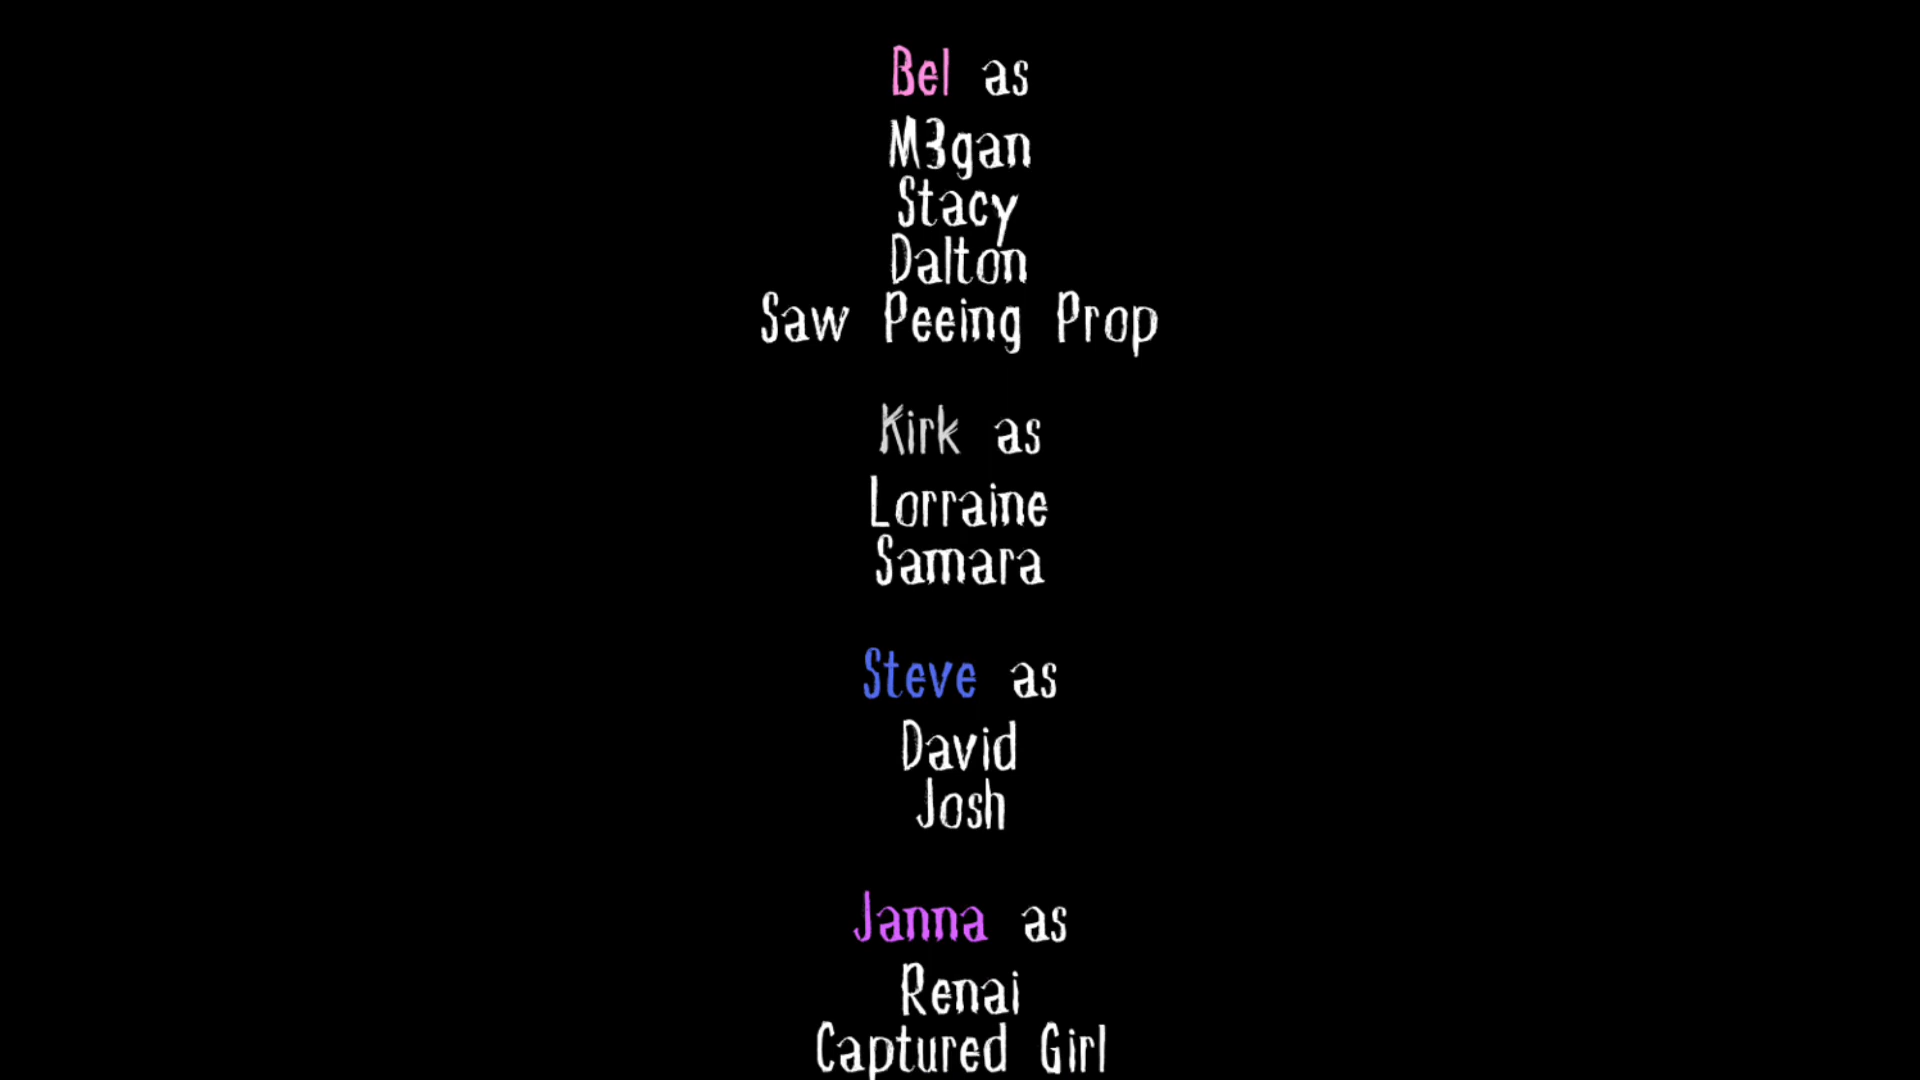 Bel as
M3gan
Stacy
Dalton
Saw Peeing Prop
Kirk as
Lorraine
Samara
Steve as
David
Josh
Janna as
Renai
Captured Girl